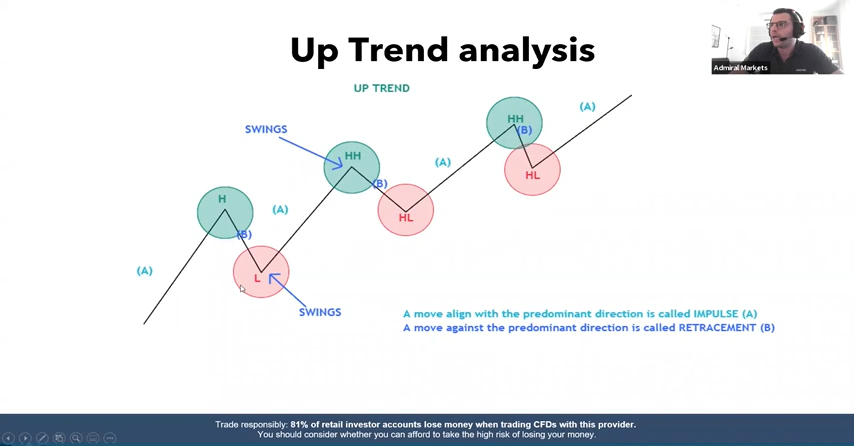 Up Trend analysis
Admiral Markets
UP TREND
(A)
HH
(B)
SWINGS
HH
(A)
(B)
HL
H
(A)
HL
(B)
(A)
L
SWINGS
A move align with the predominant direction is called IMPULSE (A)
A move against the predominant direction is called RETRACEMENT (B)
Trade responsibly: 81% of retail investor accounts lose money when trading CFDs with this provider.
You should consider whether you can afford to take the high risk of losing your money.